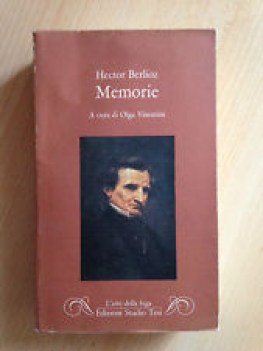 Hector Berlioz
Memorie
A cura di Olga Visentini
L'arte della fuga
Edizioni Studio Tesi